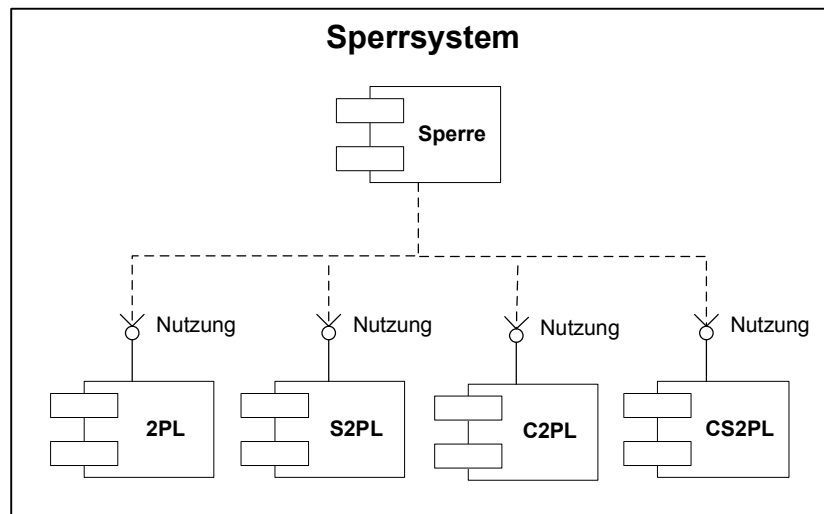 Sperrsystem
Sperre
Nutzung Nutzung Nutzung Nutzung
2PL S2PL C2PL CS2PL